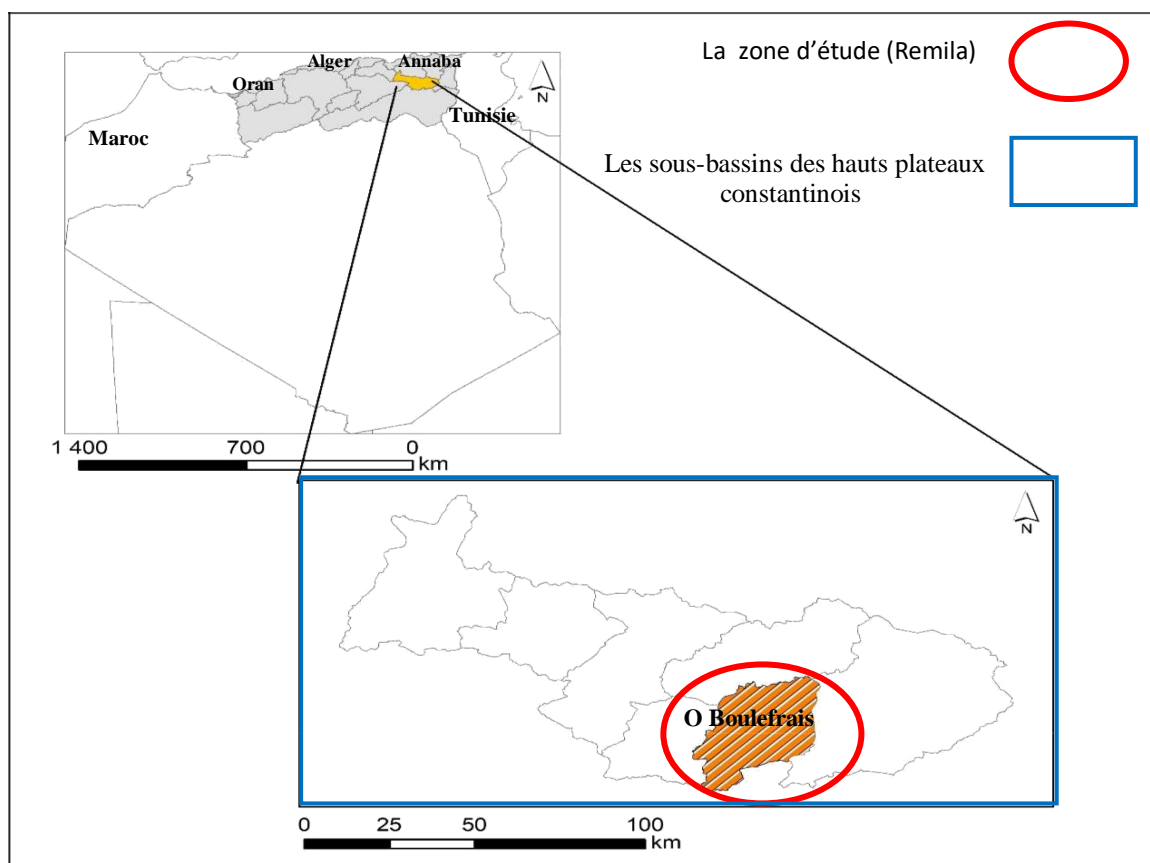 La zone d’étude (Remila)
Les sous-bassins des hauts plateaux
constantinois
Alger
Annaba
Oran
N
Tunisie
Maroc
1 400
700
0
km
N
O Boulefrais
0
25
50
100
km